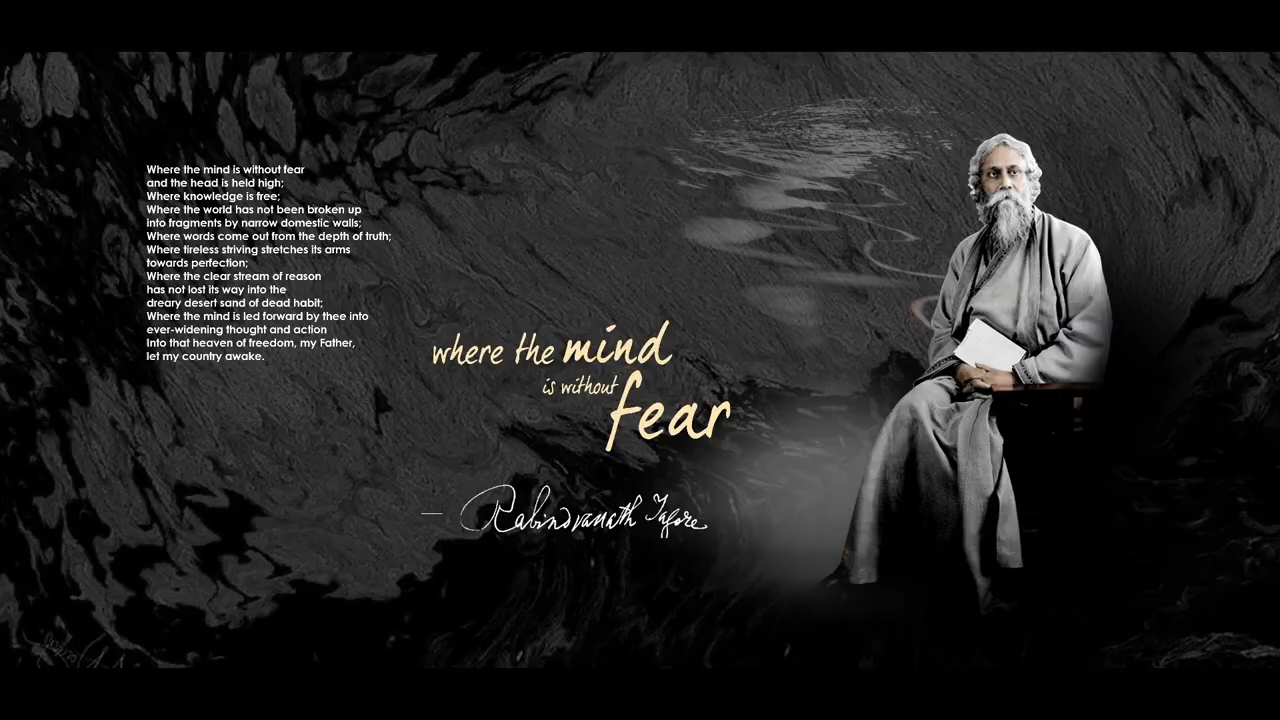 Where the mind is without fear
and the head is held high;
Where knowledge is free;
Where the world has not been broken up
into fragments by narrow domestic walls;
Where words come out from the depth of truth;
Where tireless striving stretches its arms
towards perfection;
Where the clear stream of reason
has not lost its way into the
dreary desert sand of dead habit;
Where the mind is led forward by thee into
ever-widening thought and action
Into that heaven of freedom, my Father,
let my country awake.
where the mind
is without
fear
— Rabindranath Tagore